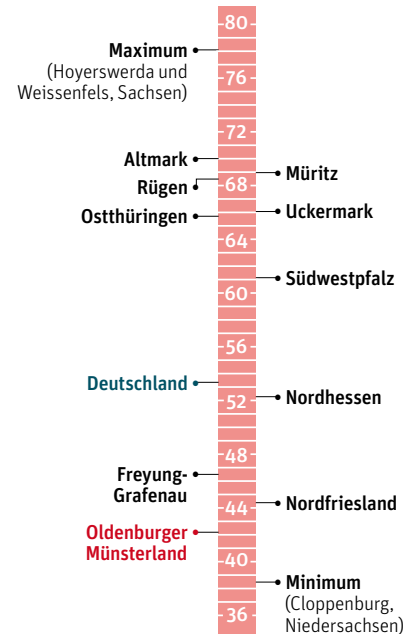 80
Maximum
(Hoyerswerda und
Weissenfels, Sachsen)
76
72
Altmark
Müritz
68
Rügen
Uckermark
Ostthüringen
64
Südwestpfalz
60
56
Deutschland
Nordhessen
52
48
Freyung-
Grafenau
Nordfriesland
44
Oldenburger
Münsterland
40
Minimum
(Cloppenburg,
Niedersachsen)
36